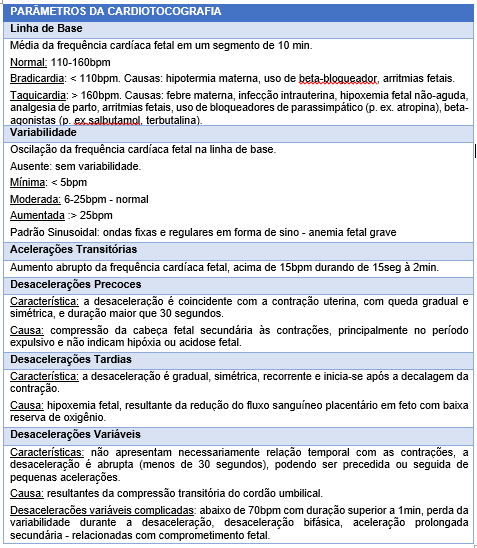 PARÂMETROS DA CARDIOTOCOGRAFIA
Linha de Base
Média da frequência cardíaca fetal em um segmento de 10 min.
Normal: 110-160bpm
Bradicardia: < 110bpm. Causas: hipotermia materna, uso de beta-bloqueador, arritmias fetais.
Taquicardia: > 160bpm. Causas: febre materna, infecção intrauterina, hipoxemia fetal não-aguda,
analgesia de parto, arritmias fetais, uso de bloqueadores de parassimpático (p. ex. atropina), beta-
agonistas (p. ex.salbutamol, terbutalina).
Variabilidade
Oscilação da frequência cardíaca fetal na linha de base.
Ausente: sem variabilidade.
Mínima: < 5bpm
Moderada: 6-25bpm - normal
Aumentada :> 25bpm
Padrão Sinusoidal: ondas fixas e regulares em forma de sino - anemia fetal grave
Acelerações Transitórias
Aumento abrupto da frequência cardíaca fetal, acima de 15bpm durando de 15seg à 2min.
Desacelerações Precoces
Característica: a desaceleração é coincidente com a contração uterina, com queda gradual e
simétrica, e duração maior que 30 segundos.
Causa: compressão da cabeça fetal secundária às contrações, principalmente no período
expulsivo e não indicam hipóxia ou acidose fetal.
Desacelerações Tardias
Característica: a desaceleração é gradual, simétrica, recorrente e inicia-se após a decalagem da
contração.
Causa: hipoxemia fetal, resultante da redução do fluxo sanguíneo placentário em feto com baixa
reserva de oxigênio.
Desacelerações Variáveis
Características: não apresentam necessariamente relação temporal com as contrações, a
desaceleração é abrupta (menos de 30 segundos), podendo ser precedida ou seguida de
pequenas acelerações.
Causa: resultantes da compressão transitória do cordão umbilical.
Desacelerações variáveis complicadas: abaixo de 70bpm com duração superior a 1min, perda da
variabilidade durante a desaceleração, desaceleração bifásica, aceleração prolongada
secundária - relacionadas com comprometimento fetal.